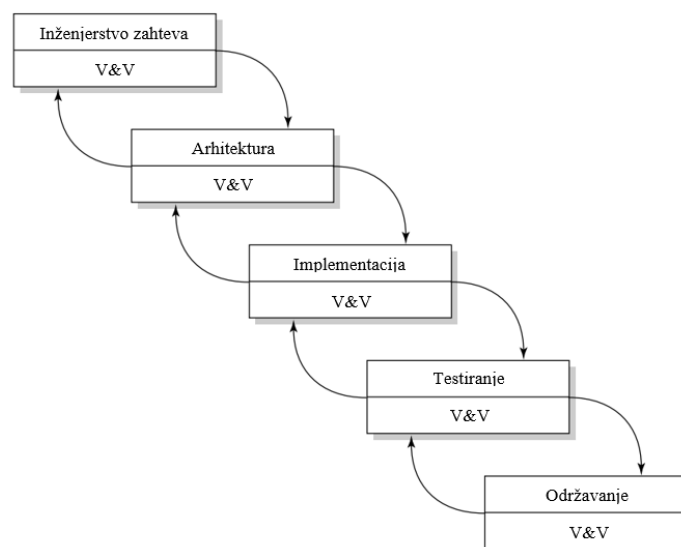 Inženjerstvo zahteva
V&V
Arhitektura
V&V
Implementacija
V&V
Testiranje
V&V
Održavanje
V&V